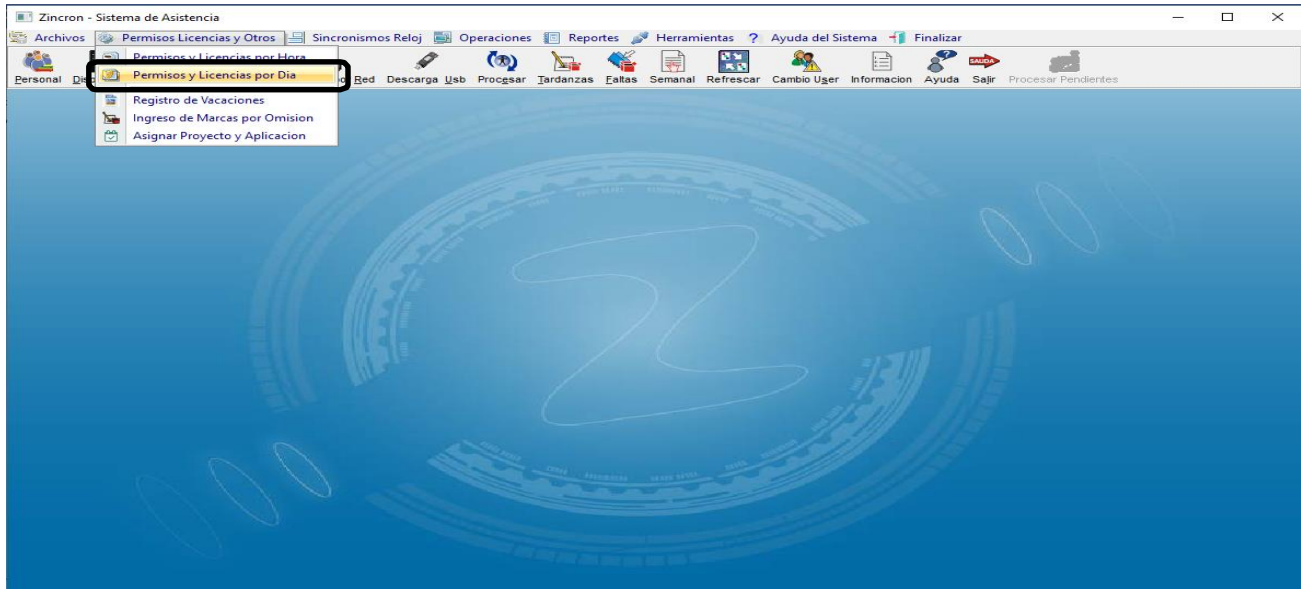 Zincron - Sistema de Asistencia
Archivos Permisos Licencias y Otros Sincronismos Reloj Operaciones Reportes Herramientas ? Ayuda del Sistema Finalizar
Permisos y Licencias por Hora
Permisos y Licencias por Dia
Registro de Vacaciones
Ingreso de Marcas por Omision
Asignar Proyecto y Aplicacion
Personal Red Descarga Usb Procesar Tardanzas Faltas Semanal Refrescar Cambio User Informacion Ayuda Salir Procesar Pendientes
SALIDA